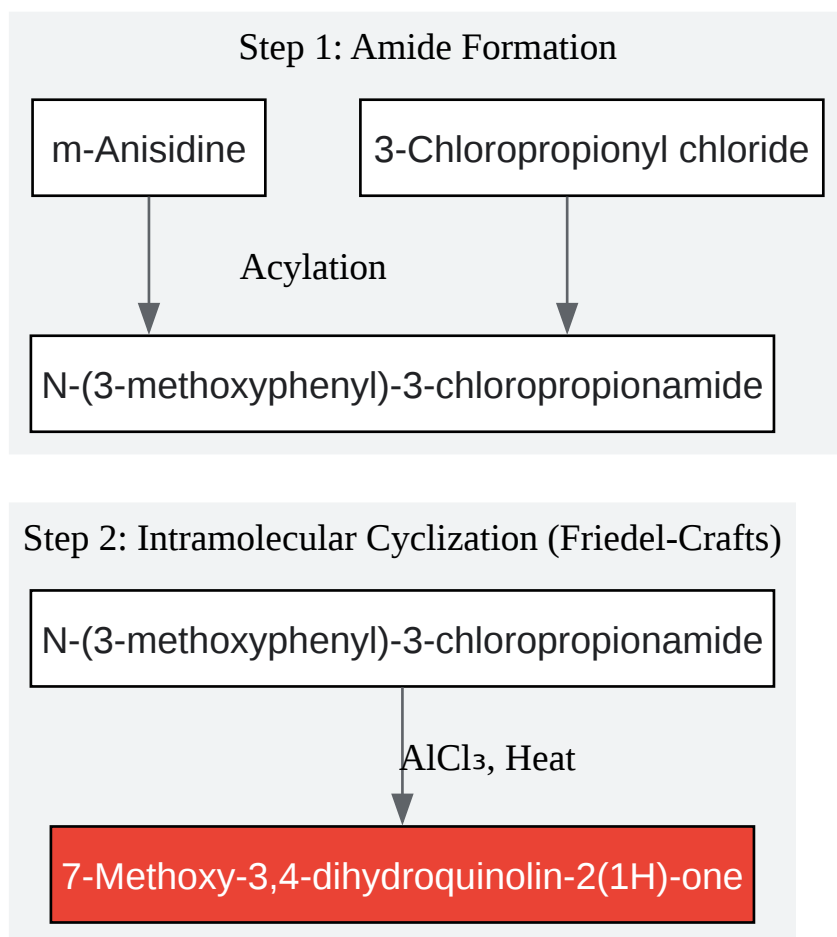 Step 1: Amide Formation
m-Anisidine
3-Chloropropionyl chloride
Acylation
N-(3-methoxyphenyl)-3-chloropropionamide
Step 2: Intramolecular Cyclization (Friedel-Crafts)
N-(3-methoxyphenyl)-3-chloropropionamide
AlCl₃, Heat
7-Methoxy-3,4-dihydroquinolin-2(1H)-one